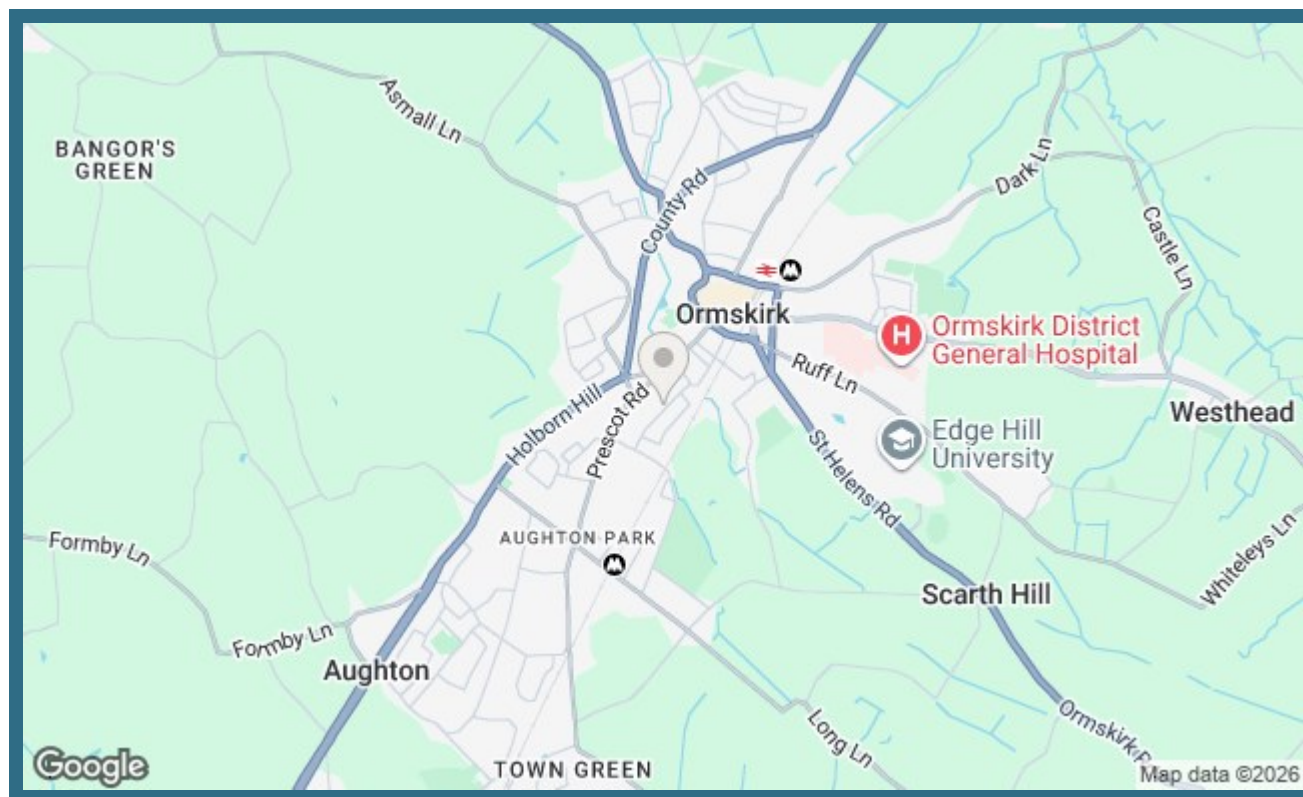 Asmall Ln
BANGOR'S
GREEN
County Rd
Dark Ln
Castle Ln
Ormskirk
H
Ormskirk District
General Hospital
Ruff Ln
Westhead
Holborn Hill
Prescot Rd
Edge Hill
University
St Helens Rd
AUGHTON PARK
Formby Ln
Whiteleys Ln
Scarth Hill
Formby Ln
Aughton
Long Ln
TOWN GREEN
Google
Map data ©2026